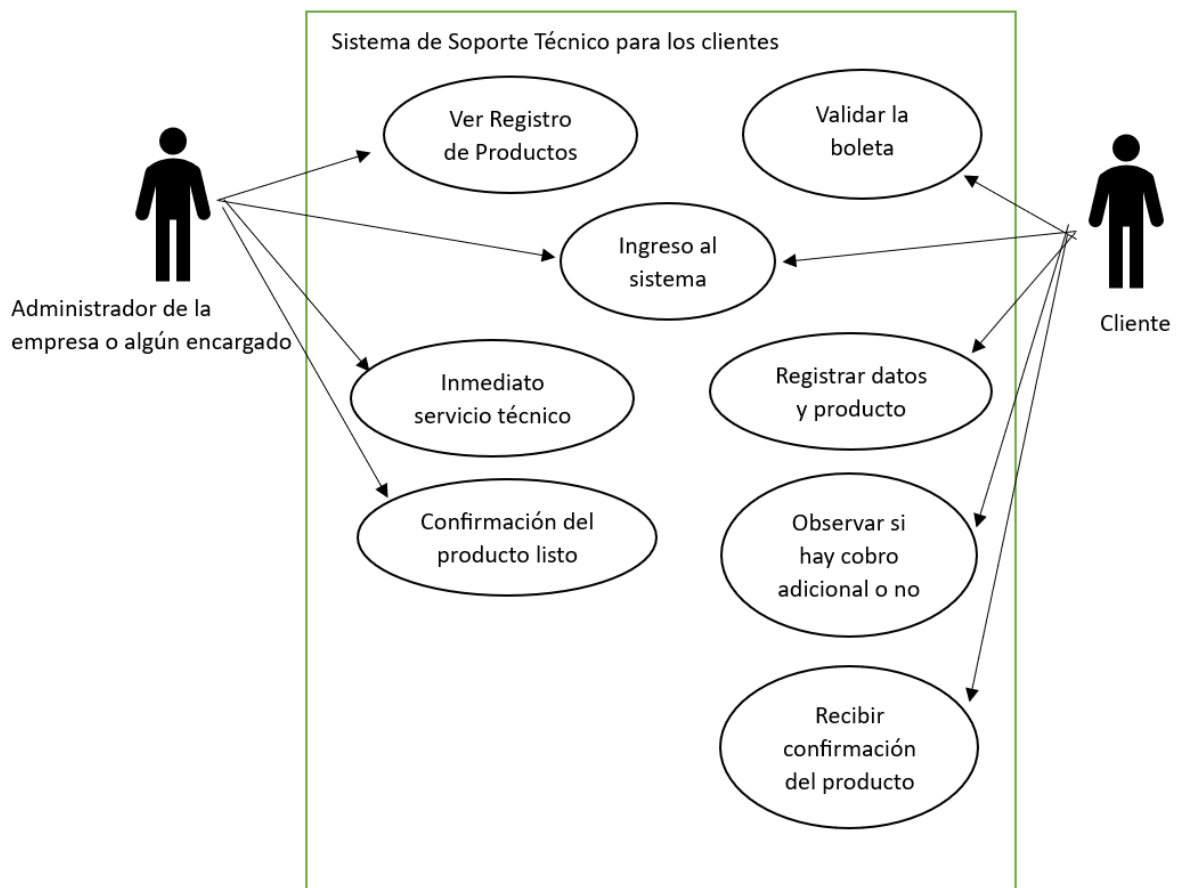 Sistema de Soporte Técnico para los clientes
Ver Registro
de Productos
Validar la
boleta
Ingreso al
sistema
Administrador de la
empresa o algún encargado
Cliente
Inmediato
servicio técnico
Registrar datos
y producto
Confirmación del
producto listo
Observar si
hay cobro
adicional o no
Recibir
confirmación
del producto